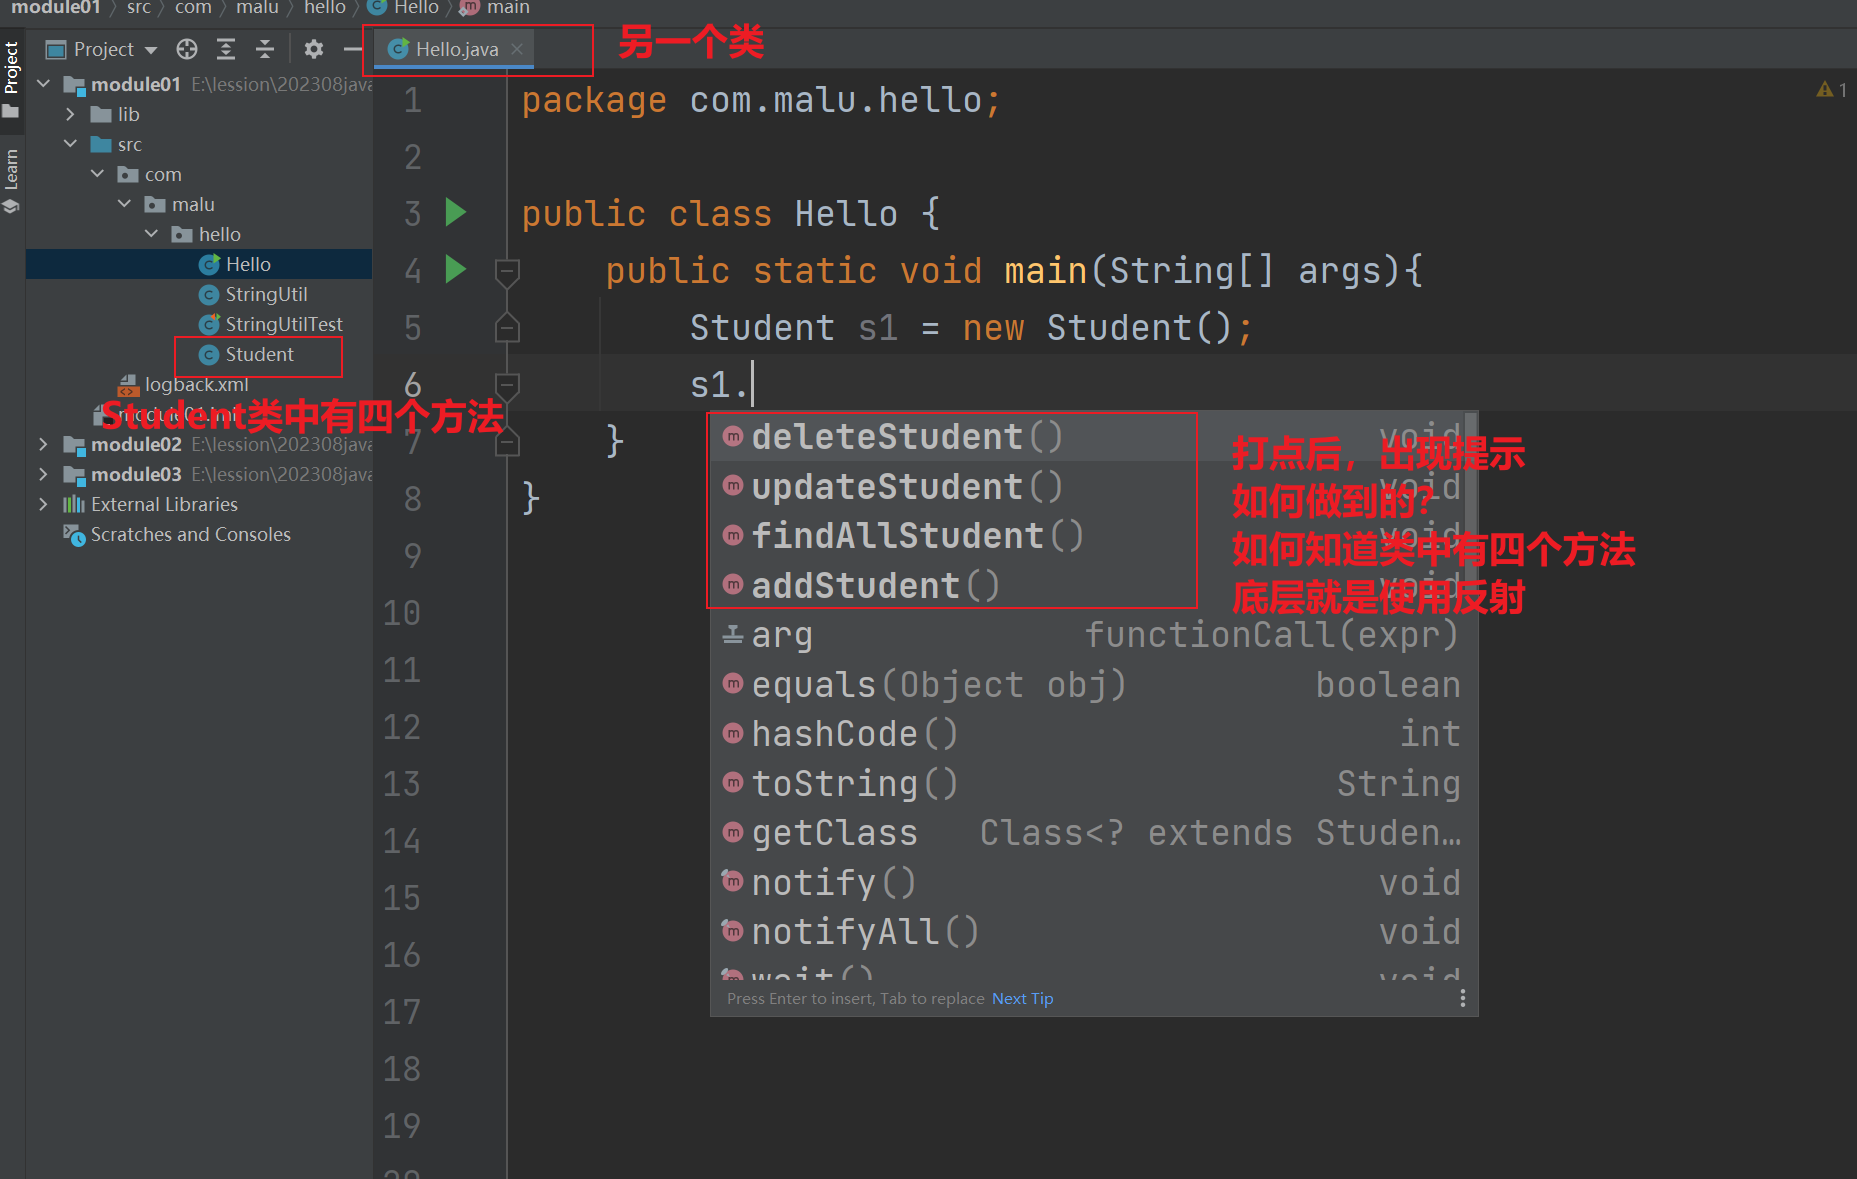 module01 〉 src 〉 com 〉 malu 〉 hello 〉 Hello 〉 main
Project
Learn
Project
module01 E:\lession\202308java
lib
src
com
malu
hello
Hello
StringUtil
StringUtilTest
Student
logback.xml
module01.iml
Student类中有四个方法
module02 E:\lession\202308java
module03 E:\lession\202308java
External Libraries
Scratches and Consoles
Hello.java
另一个类
1
1 package com.malu.hello;
2
3 public class Hello {
4 public static void main(String[] args){
5 Student s1 = new Student();
6 s1.
7 }
8 }
9
10
11
12
13
14
15
16
17
18
19
20
deleteStudent() void
updateStudent() void
findAllStudent() void
addStudent() void
arg functionCall(expr)
equals(Object obj) boolean
hashCode() int
toString() String
getClass Class<? extends Studen…
notify() void
notifyAll() void
wait() void
Press Enter to insert, Tab to replace Next Tip
打点后，出现提示
如何做到的?
如何知道类中有四个方法
底层就是使用反射